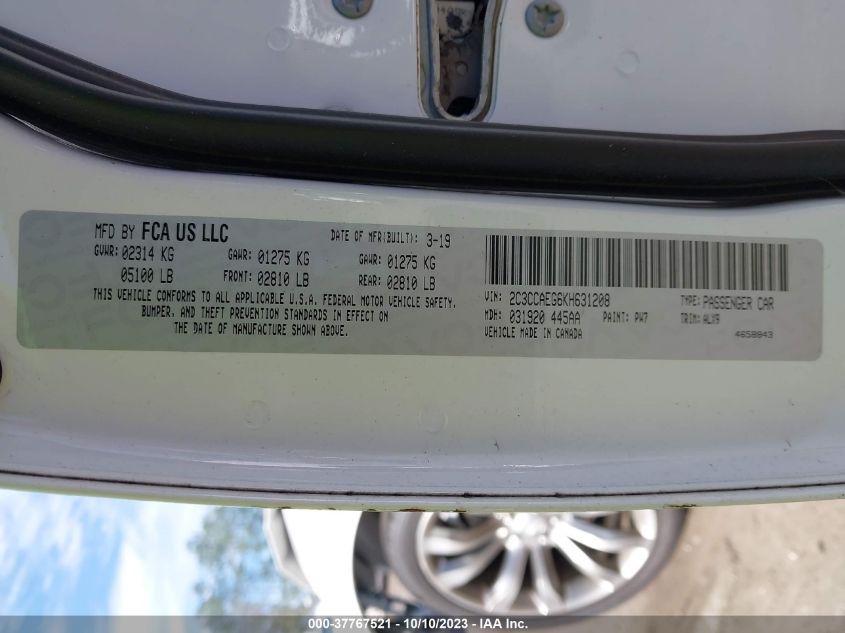 MFD BY FCA US LLC DATE OF MFR(BUILT): 3-19
GVWR: 02314 KG GAWR: 01275 KG GAWR: 01275 KG
05100 LB FRONT: 02810 LB REAR: 02810 LB
THIS VEHICLE CONFORMS TO ALL APPLICABLE U.S.A. FEDERAL MOTOR VEHICLE SAFETY,
BUMPER, AND THEFT PREVENTION STANDARDS IN EFFECT ON
THE DATE OF MANUFACTURE SHOWN ABOVE.
VIN: 2C3CCAEG6KH631208 TYPE: PASSENGER CAR
MDH: 031920 445AA PAINT: PW7 TRIM: ALX9
VEHICLE MADE IN CANADA 4658843
000-37767521 - 10/10/2023 - IAA Inc.